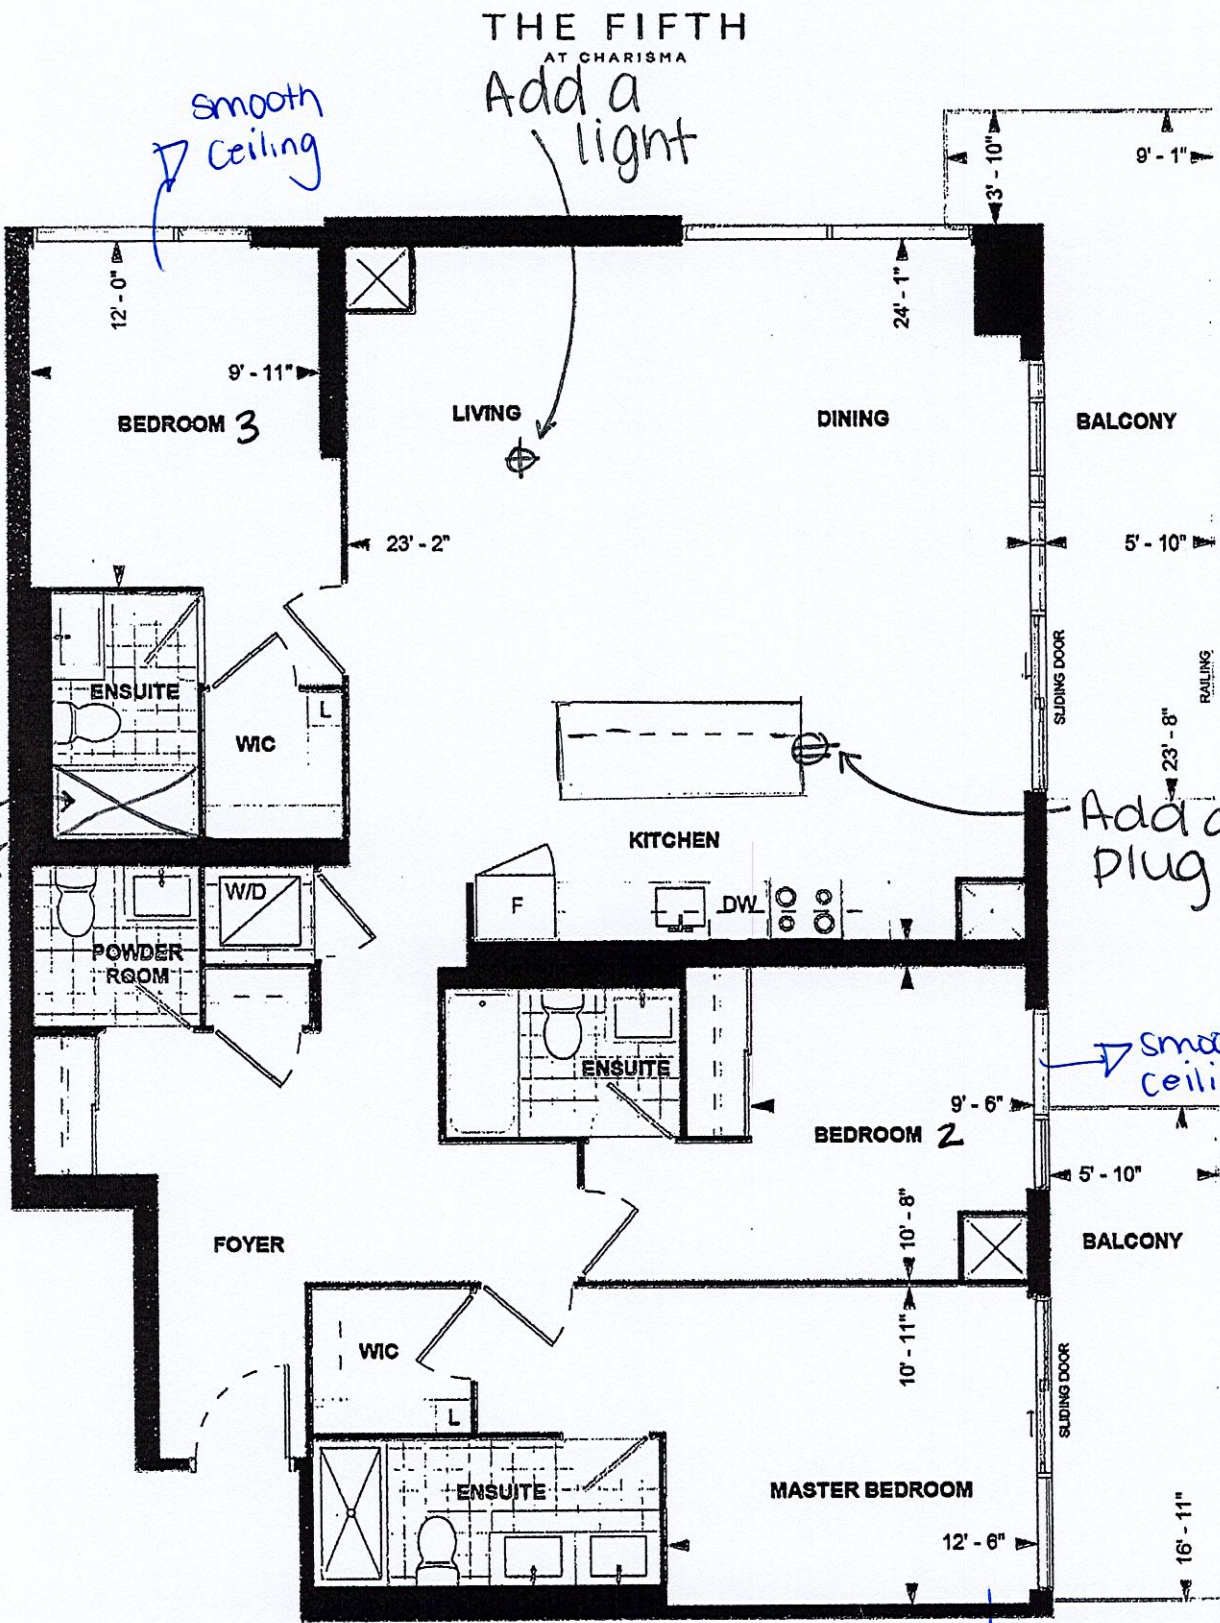 THE FIFTH
AT CHARISMA
Add a
light
smooth
ceiling
3' - 10"
9' - 1"
12' - 0"
24' - 1"
9' - 11"
BEDROOM 3
LIVING
DINING
BALCONY
23' - 2"
5' - 10"
SLIDING DOOR
RAILING
ENSUITE
L
WIC
23' - 8"
Add a
plug
KITCHEN
W/D
F
DW
POWDER
ROOM
ENSUITE
smoo
ceili
9' - 6"
BEDROOM 2
5' - 10"
10' - 8"
FOYER
BALCONY
WIC
10' - 11"
SLIDING DOOR
L
ENSUITE
MASTER BEDROOM
12' - 6"
16' - 11"